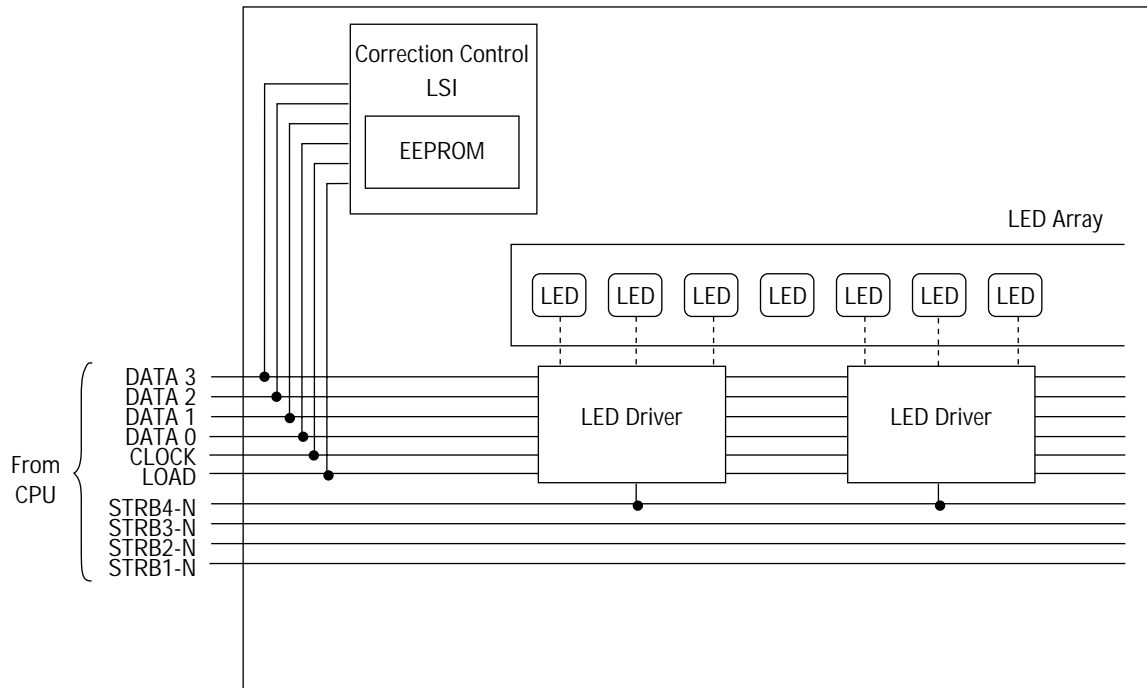 Correction Control
LSI
EEPROM
LED Array
LED LED LED LED LED LED LED
DATA 3
DATA 2
DATA 1
DATA 0
CLOCK
LOAD
LED Driver LED Driver
From
CPU
STRB4-N
STRB3-N
STRB2-N
STRB1-N